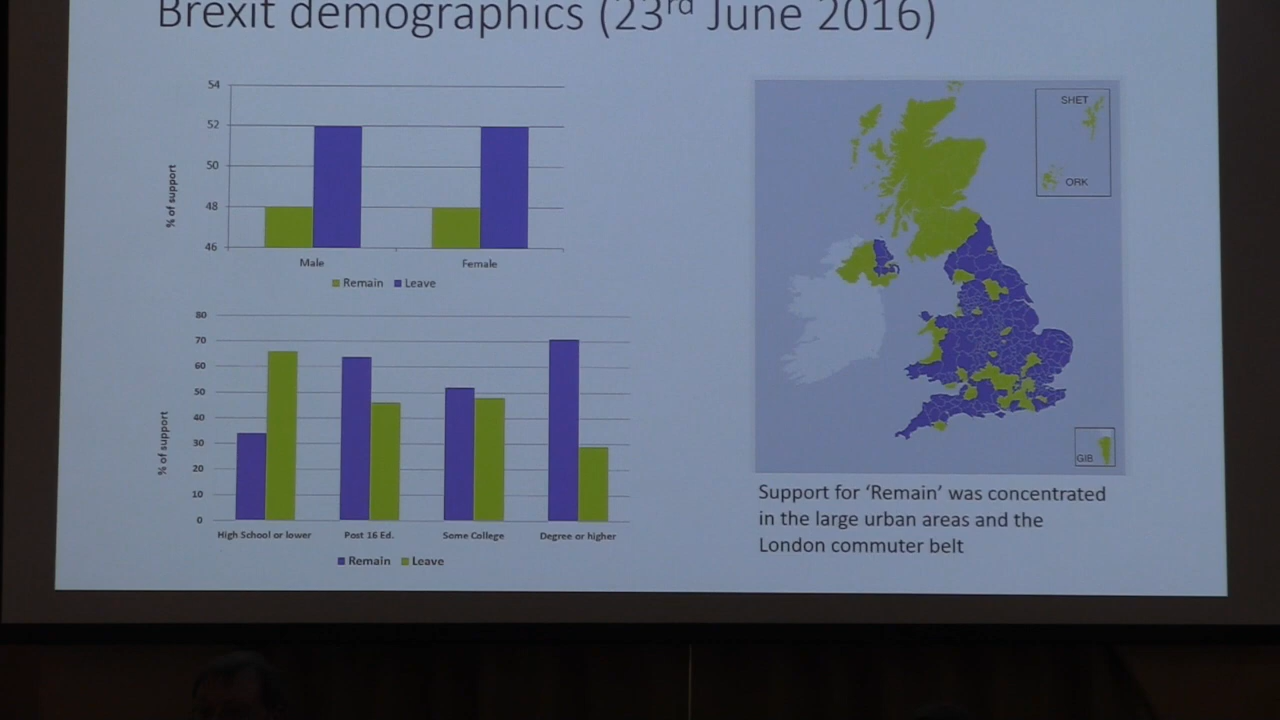 Brexit demographics (23rd June 2016)
54
52
50
48
46
% of support
Male
Female
Remain
Leave
80
70
60
50
40
30
20
10
0
% of support
High School or lower
Post 16 Ed.
Some College
Degree or higher
Remain
Leave
SHET
ORK
GIB
Support for ‘Remain’ was concentrated
in the large urban areas and the
London commuter belt